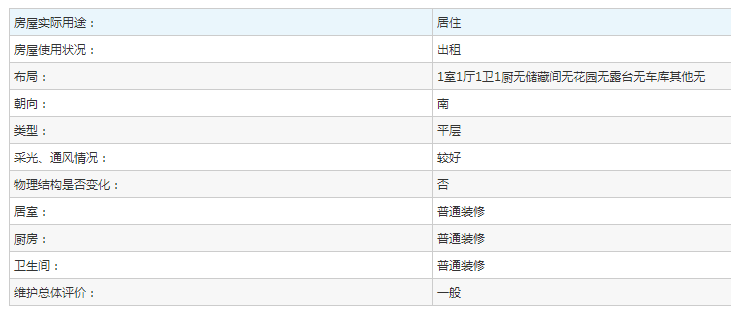 房屋实际用途： 居住
房屋使用状况： 出租
布局： 1室1厅1卫1厨无储藏间无花园无露台无车库其他无
朝向： 南
类型： 平层
采光、通风情况： 较好
物理结构是否变化： 否
居室： 普通装修
厨房： 普通装修
卫生间： 普通装修
维护总体评价： 一般